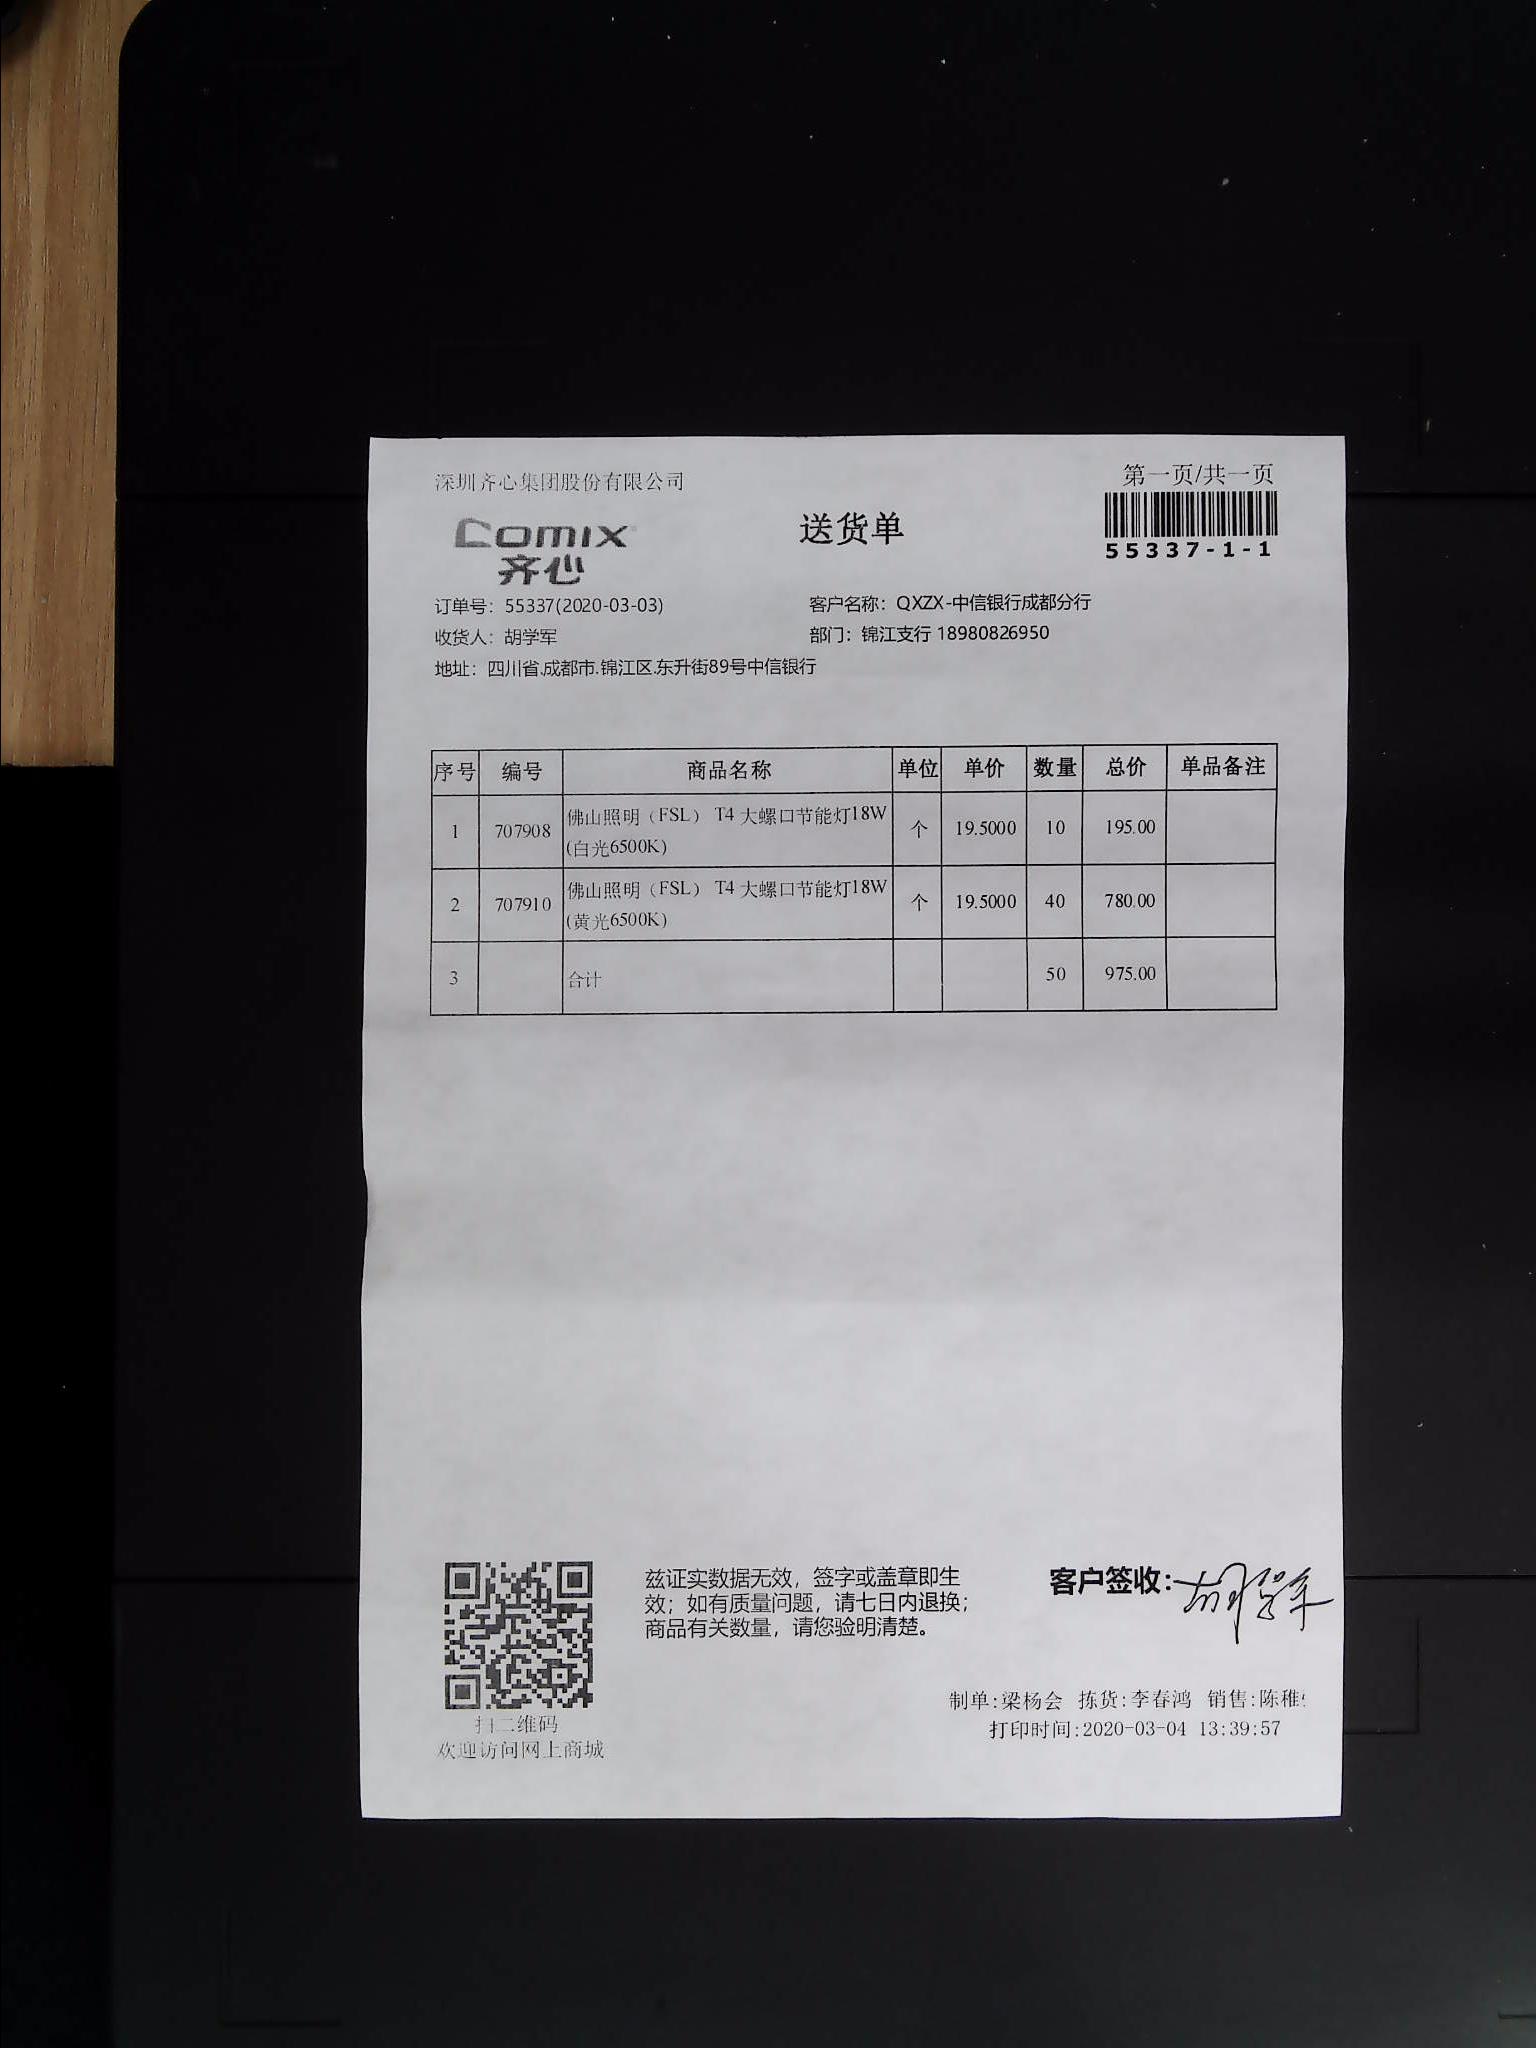 深圳齐心集团股份有限公司
第一页/共一页
comix
齐心
送货单
55337-1-1
订单号：55337(2020-03-03)
客户名称：QXZX-中信银行成都分行
收货人：胡学军
部门：锦江支行 18980826950
地址：四川省.成都市.锦江区.东升街89号中信银行
序号 编号 商品名称 单位 单价 数量 总价 单品备注
1 707908 佛山照明（FSL） T4 大螺口节能灯18W
(白光6500K) 个 19.5000 10 195.00
2 707910 佛山照明（FSL） T4 大螺口节能灯18W
(黄光6500K) 个 19.5000 40 780.00
3 合计 50 975.00
兹证实数据无效，签字或盖章即生
效；如有质量问题，请七日内退换；
商品有关数量，请您验明清楚。
客户签收：胡学军
扫二维码
欢迎访问网上商城
制单:梁杨会 拣货:李春鸿 销售:陈稚
打印时间:2020-03-04 13:39:57